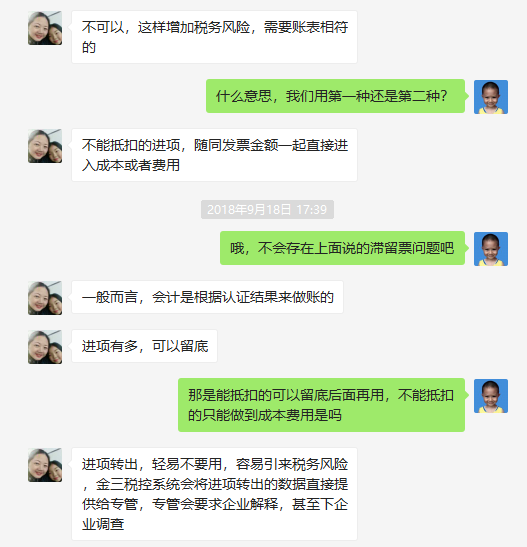 不可以，这样增加税务风险，需要账表相符
的
什么意思，我们用第一种还是第二种？
不能抵扣的进项，随同发票金额一起直接进
入成本或者费用
2018年9月18日 17:39
哦，不会存在上面说的滞留票问题吧
一般而言，会计是根据认证结果来做账的
进项有多，可以留底
那是能抵扣的可以留底后面再用，不能抵扣
的只能做到成本费用是吗
进项转出，轻易不要用，容易引来税务风险
，金三税控系统会将进项转出的数据直接提
供给专管，专管会要求企业解释，甚至下企
业调查